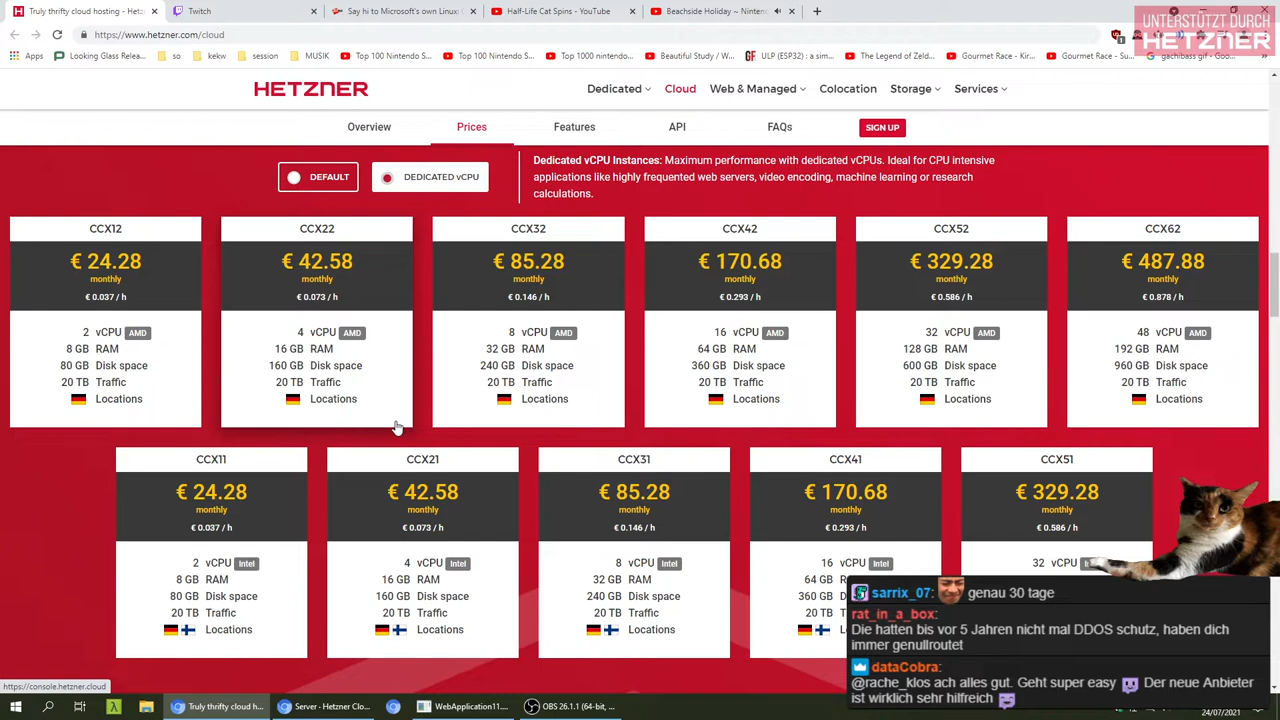 Truly thrifty cloud hosting - Hetz
Twitch
Say hi to Microsoft's own Linux:
Half-Life Cat Spins - YouTube
Beachside Holiday ~ Ninten
https://www.hetzner.com/cloud
UNTERSTÜTZT DURCH
HETZNER
Apps
Looking Glass Relea...
so
kekw
session
MUSIK
Top 100 Nintendo S...
Top 100 Nintendo S...
Top 1000 nintendo...
Beautiful Study / W...
ULP (ESP32) : a sim...
The Legend of Zeld...
Gourmet Race - Kir...
Gourmet Race - Su...
gachibass gif - Goo
HETZNER
Dedicated
Cloud
Web & Managed
Colocation
Storage
Services
Overview
Prices
Features
API
FAQs
SIGN UP
DEFAULT
DEDICATED vCPU
Dedicated vCPU Instances: Maximum performance with dedicated vCPUs. Ideal for CPU intensive
applications like highly frequented web servers, video encoding, machine learning or research
calculations.
CCX12
€ 24.28
monthly
€ 0.037 / h
2 vCPU AMD
8 GB RAM
80 GB Disk space
20 TB Traffic
Locations
CCX22
€ 42.58
monthly
€ 0.073 / h
4 vCPU AMD
16 GB RAM
160 GB Disk space
20 TB Traffic
Locations
CCX32
€ 85.28
monthly
€ 0.146 / h
8 vCPU AMD
32 GB RAM
240 GB Disk space
20 TB Traffic
Locations
CCX42
€ 170.68
monthly
€ 0.293 / h
16 vCPU AMD
64 GB RAM
360 GB Disk space
20 TB Traffic
Locations
CCX52
€ 329.28
monthly
€ 0.586 / h
32 vCPU AMD
128 GB RAM
600 GB Disk space
20 TB Traffic
Locations
CCX62
€ 487.88
monthly
€ 0.878 / h
48 vCPU AMD
192 GB RAM
960 GB Disk space
20 TB Traffic
Locations
CCX11
€ 24.28
monthly
€ 0.037 / h
2 vCPU Intel
8 GB RAM
80 GB Disk space
20 TB Traffic
Locations
CCX21
€ 42.58
monthly
€ 0.073 / h
4 vCPU Intel
16 GB RAM
160 GB Disk space
20 TB Traffic
Locations
CCX31
€ 85.28
monthly
€ 0.146 / h
8 vCPU Intel
32 GB RAM
240 GB Disk space
20 TB Traffic
Locations
CCX41
€ 170.68
monthly
€ 0.293 / h
16 vCPU Intel
64 GB
360 GB
20 TB
CCX51
€ 329.28
monthly
€ 0.586 / h
32 vCPU
sarrix_07: genau 30 tage
rat_in_a_box:
Die hatten bis vor 5 Jahren nicht mal DDOS schutz, haben dich
immer genullroutet
dataCobra:
@rache_klos ach alles gut. Geht super easy Der neue Anbieter
ist wirklich sehr hilfreich
https://console.hetzner.cloud
Truly thrifty cloud h...
Server · Hetzner Clo...
WebApplication11...
OBS 26.1.1 (64-bit, ...
24/07/2021